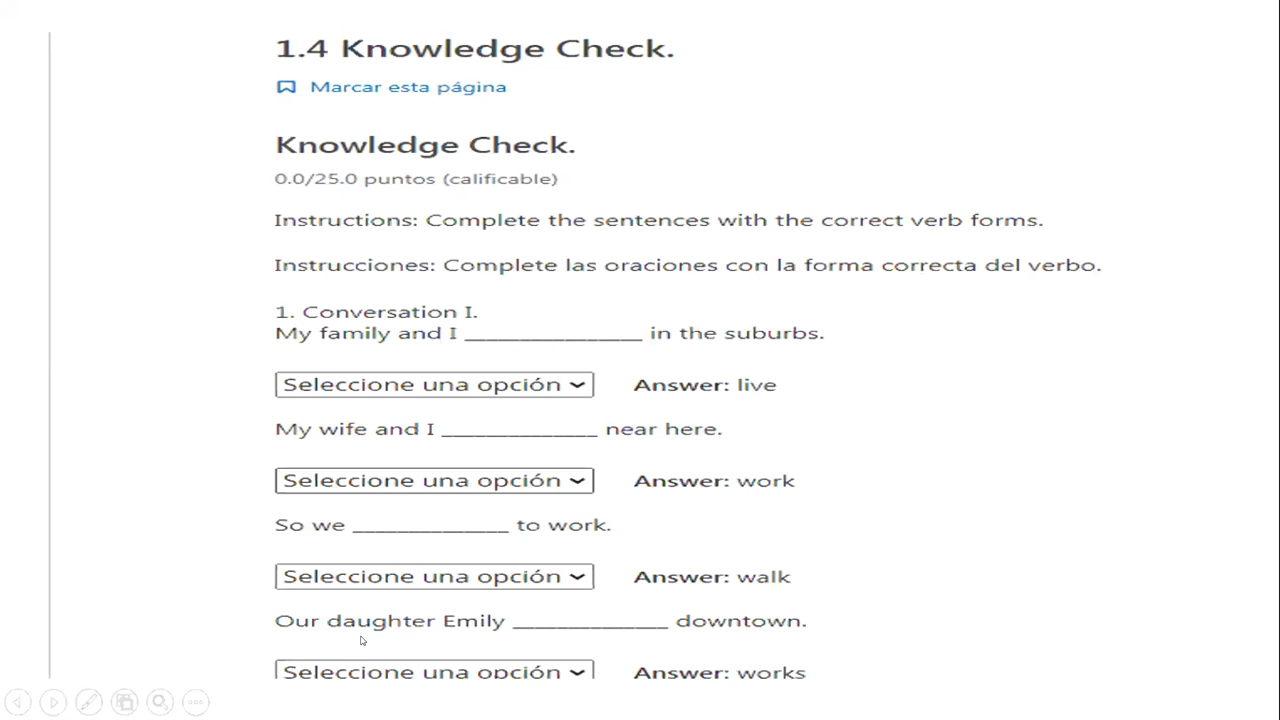 1.4 Knowledge Check.
Marcar esta página
Knowledge Check.
0.0/25.0 puntos (calificable)
Instructions: Complete the sentences with the correct verb forms.
Instrucciones: Complete las oraciones con la forma correcta del verbo.
1. Conversation I.
My family and I ________________ in the suburbs.
Seleccione una opción Answer: live
My wife and I ______________ near here.
Seleccione una opción Answer: work
So we ______________ to work.
Seleccione una opción Answer: walk
Our daughter Emily ______________ downtown.
Seleccione una opción Answer: works